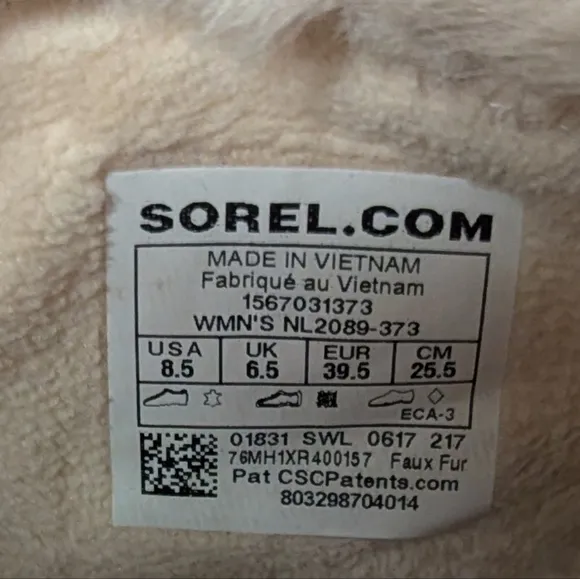 SOREL.COM
MADE IN VIETNAM
Fabriqué au Vietnam
1567031373
WMN'S NL2089-373
USA UK EUR CM
8.5 6.5 39.5 25.5
ECA-3
01831 SWL 0617 217
76MH1XR400157 Faux Fur
Pat CSCPatents.com
803298704014